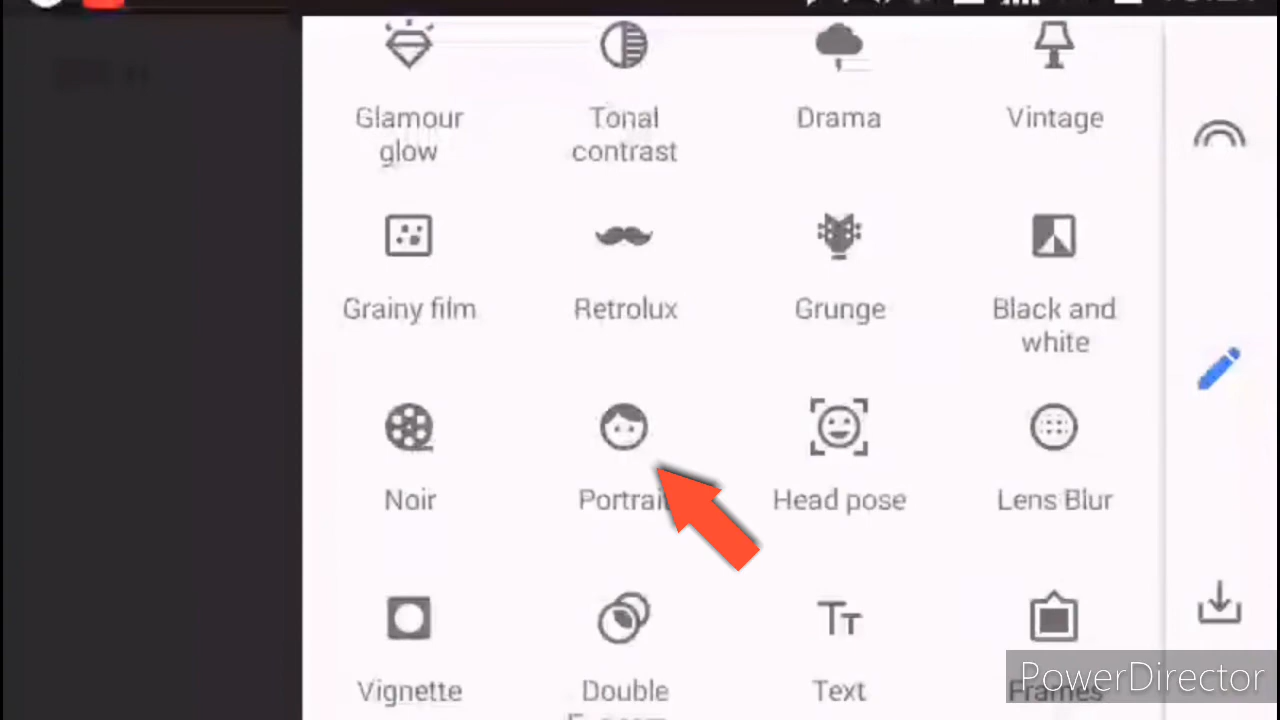 Glamour
glow
Tonal
contrast
Drama
Vintage
Grainy film
Retrolux
Grunge
Black and
white
Noir
Portrait
Head pose
Lens Blur
Vignette
Double
Text
Frames
PowerDirector